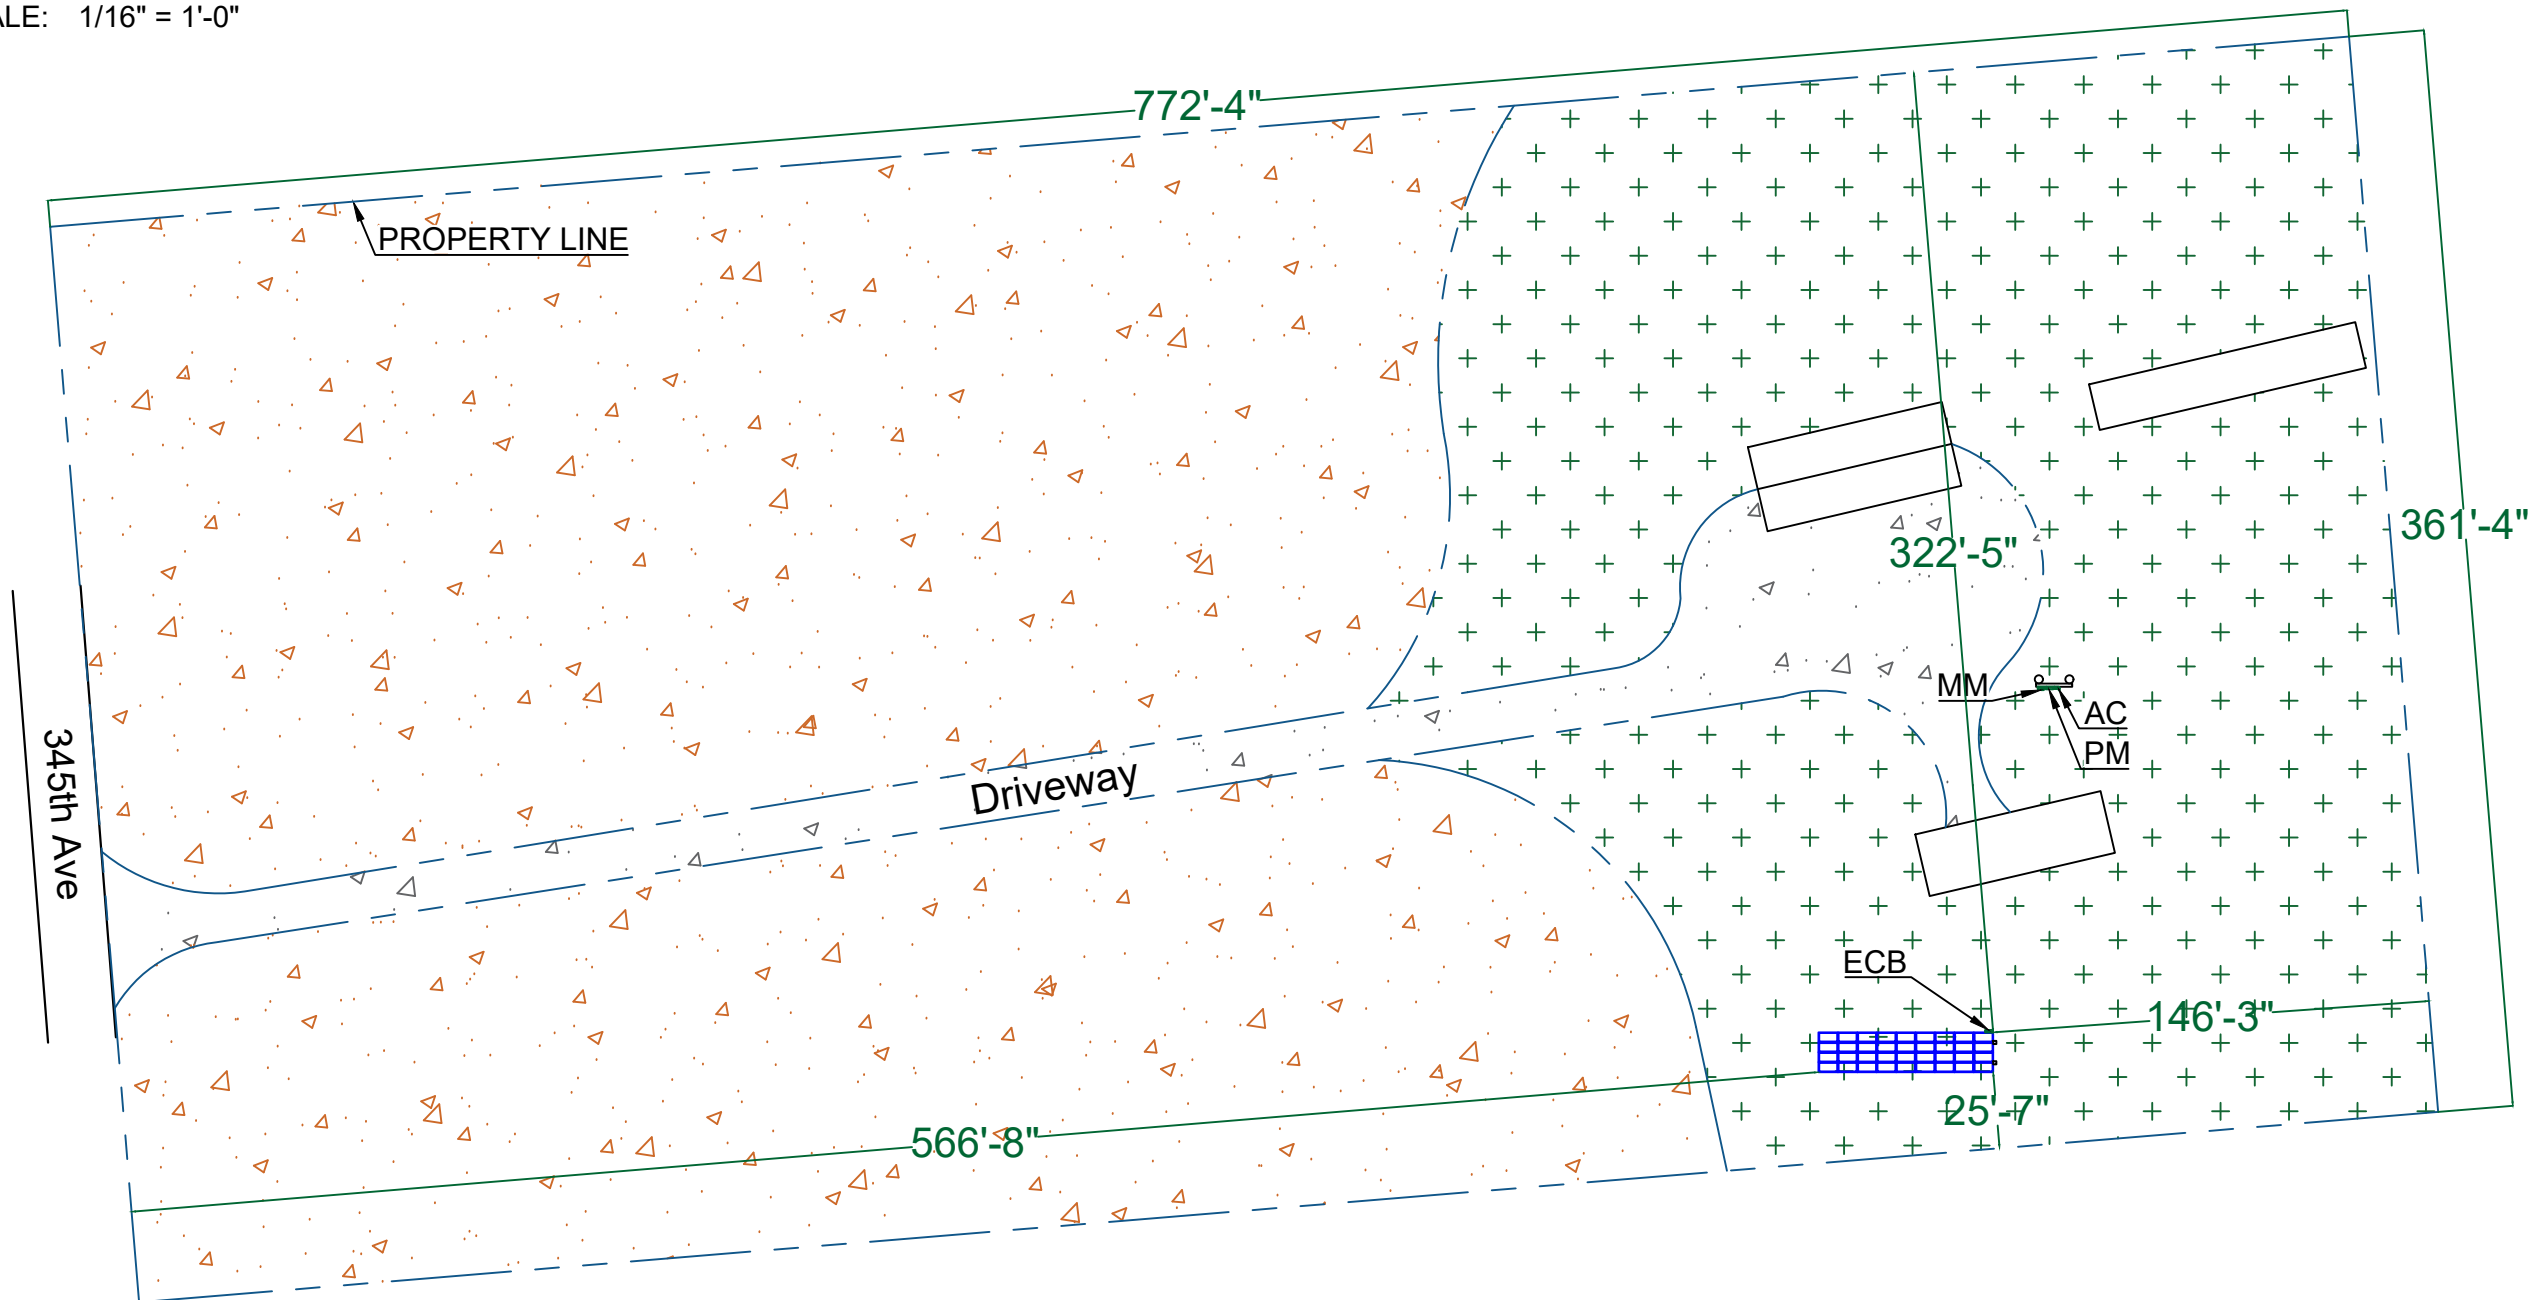 ALE: 1/16" = 1'-0"
772'-4"
PROPERTY LINE
361'-4"
322'-5"
MM
AC
PM
345th Ave
Driveway
ECB
146'-3"
25'-7"
566'-8"